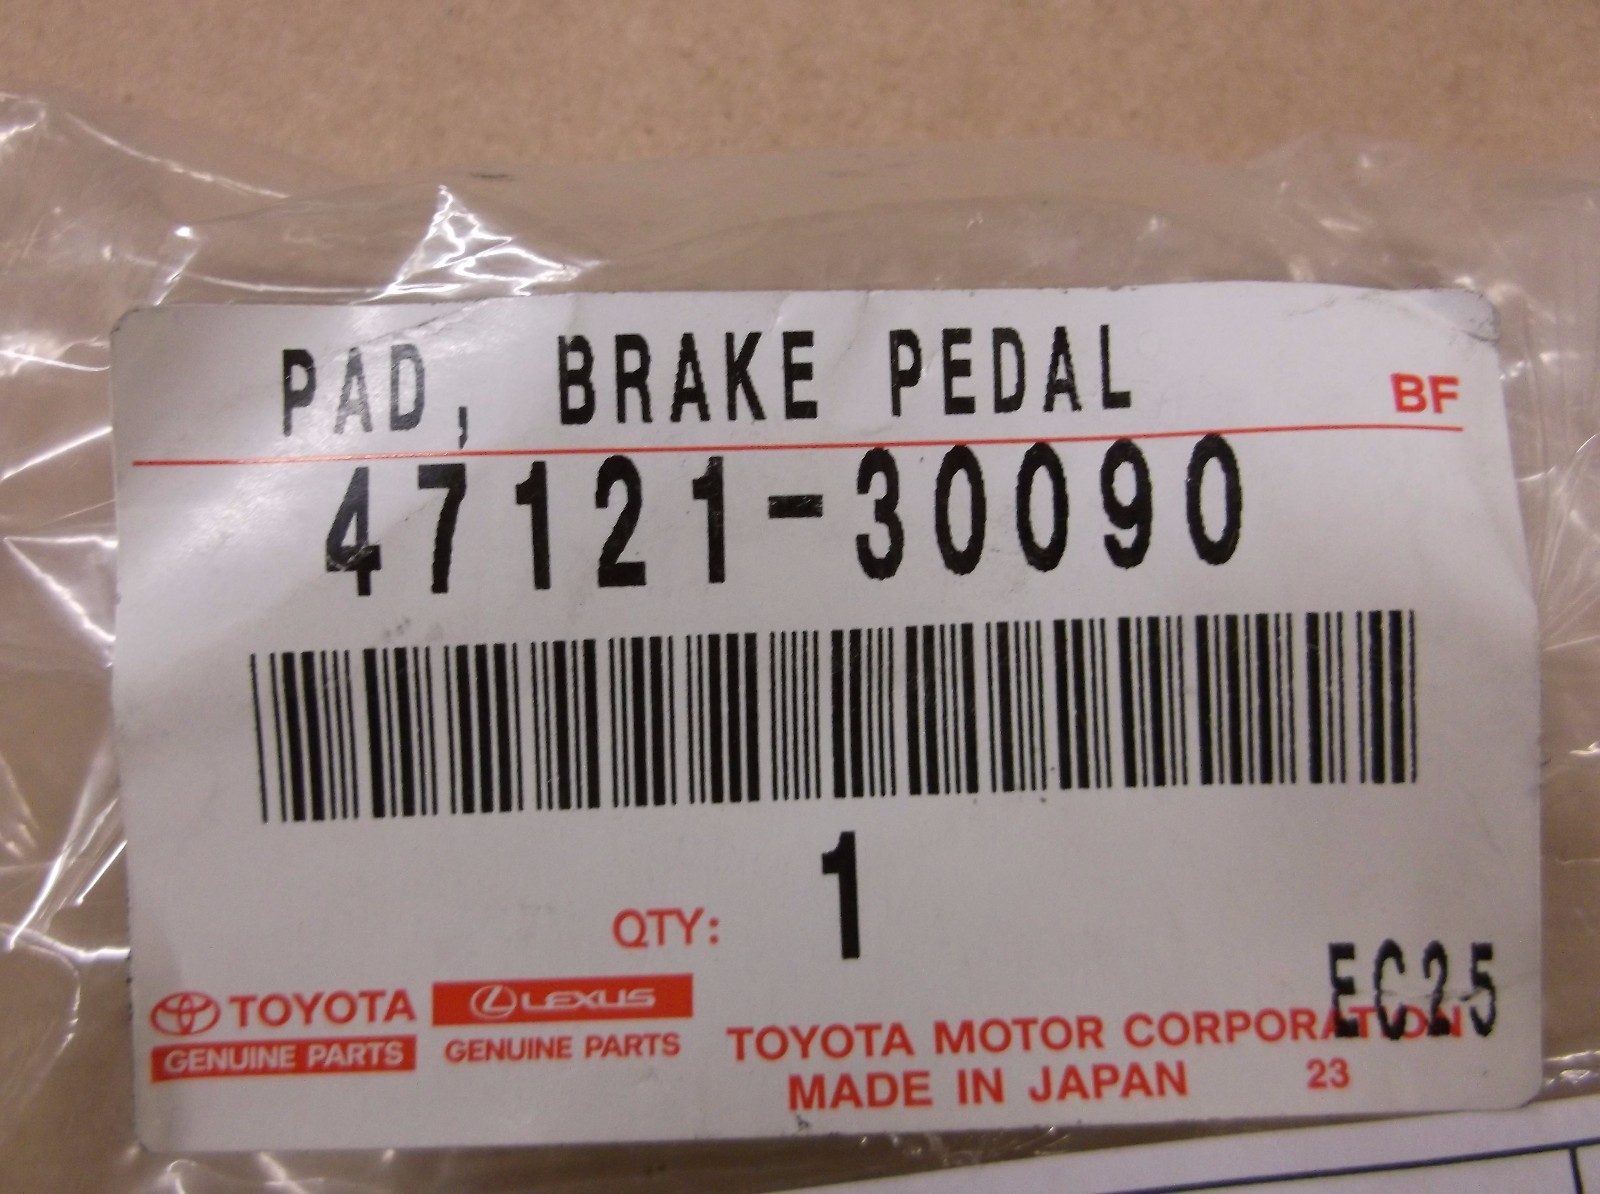 PAD, BRAKE PEDAL
BF
47121-30090
QTY: 1
EC25
TOYOTA
GENUINE PARTS
LEXUS
GENUINE PARTS
TOYOTA MOTOR CORPORATION
MADE IN JAPAN 23